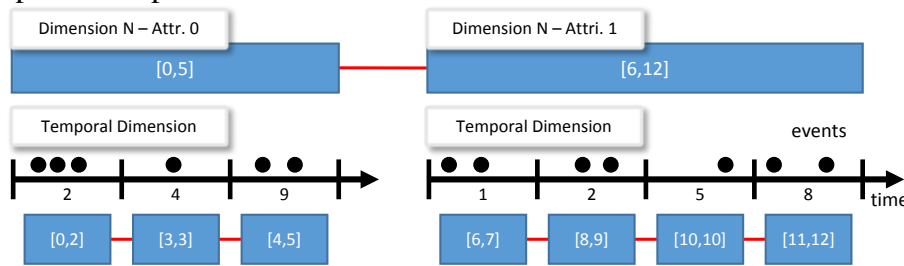 Dimension N – Attr. 0
Dimension N – Attri. 1
[0,5]
[6,12]
Temporal Dimension
Temporal Dimension
events
2
4
9
1
2
5
8
time
[0,2]
[3,3]
[4,5]
[6,7]
[8,9]
[10,10]
[11,12]